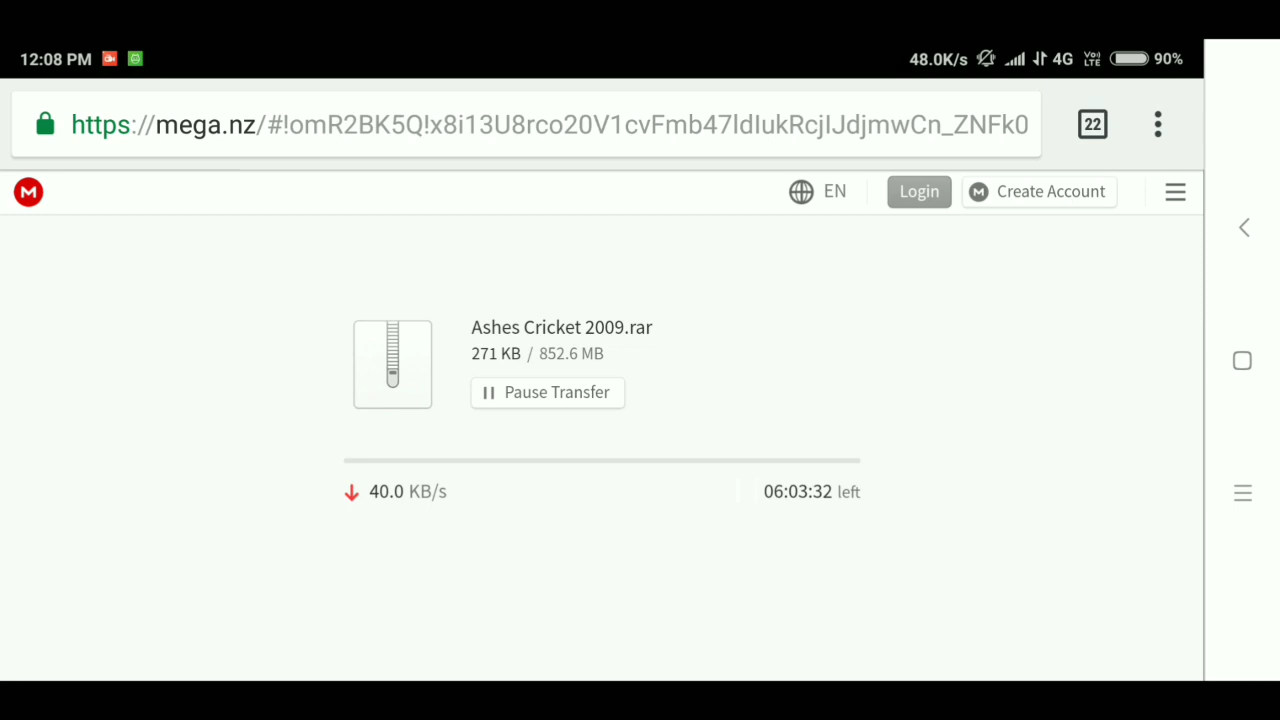 12:08 PM 48.0K/s 4G VoLTE 90%
https://mega.nz/#!omR2BK5Q!x8i13U8rco20V1cvFmb47ldIukRcjIJdjmwCn_ZNFk0 22
M EN Login M Create Account
Ashes Cricket 2009.rar
271 KB / 852.6 MB
Pause Transfer
40.0 KB/s 06:03:32 left